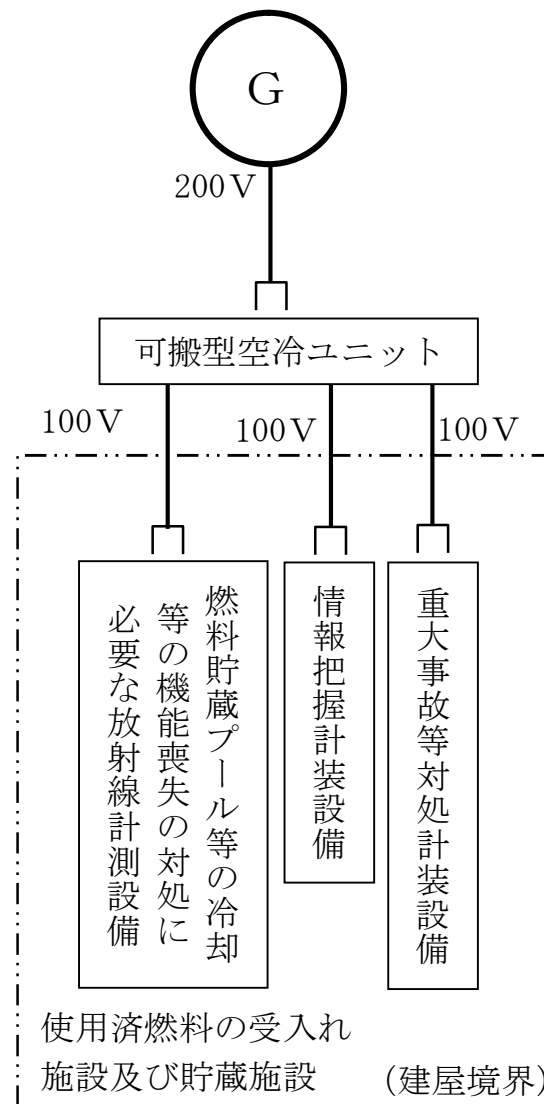 G
200V
可搬型空冷ユニット
100V
100V
100V
燃料貯蔵プール等の冷却
等の機能喪失の対処に
必要な放射線計測設備
情報把握計装設備
重大事故等対処計装設備
使用済燃料の受入れ
施設及び貯蔵施設
(建屋境界)